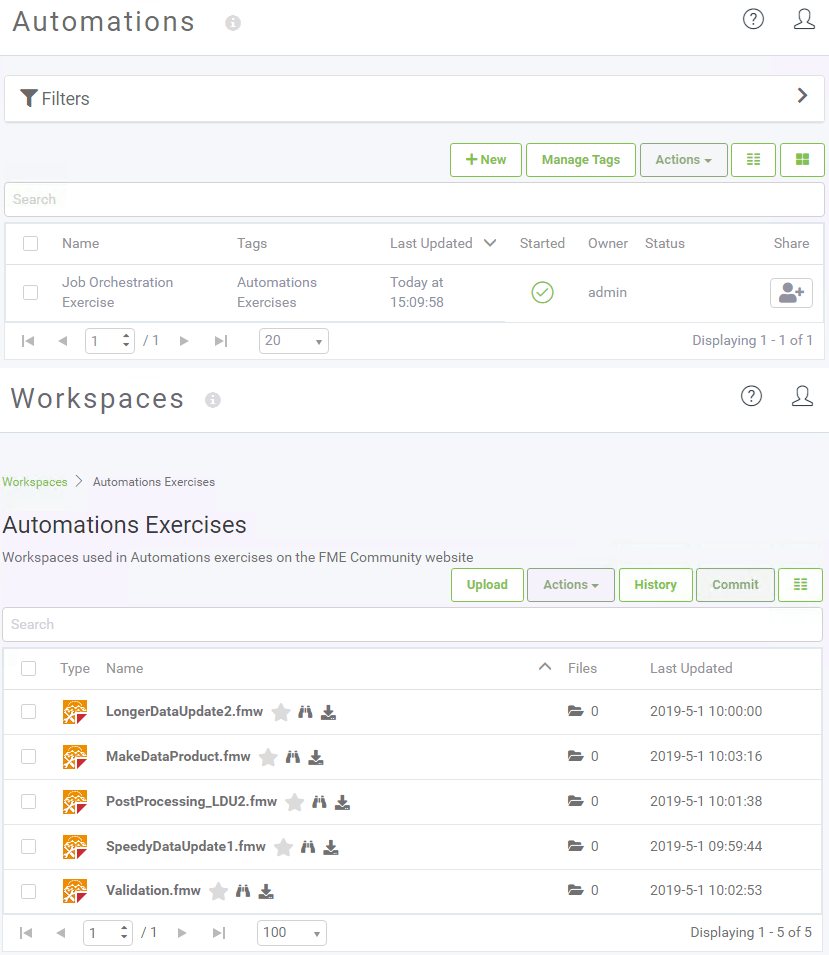 Automations
Filters
New Manage Tags Actions
Search
Name Tags Last Updated Started Owner Status Share
Job Orchestration Exercise Automations Exercises Today at 15:09:58 admin
1 / 1 20 Displaying 1 - 1 of 1
Workspaces
Workspaces Automations Exercises
Automations Exercises
Workspaces used in Automations exercises on the FME Community website
Upload Actions History Commit
Search
Type Name Files Last Updated
LongerDataUpdate2.fmw 0 2019-5-1 10:00:00
MakeDataProduct.fmw 0 2019-5-1 10:03:16
PostProcessing_LDU2.fmw 0 2019-5-1 10:01:38
SpeedyDataUpdate1.fmw 0 2019-5-1 09:59:44
Validation.fmw 0 2019-5-1 10:02:53
1 / 1 100 Displaying 1 - 5 of 5